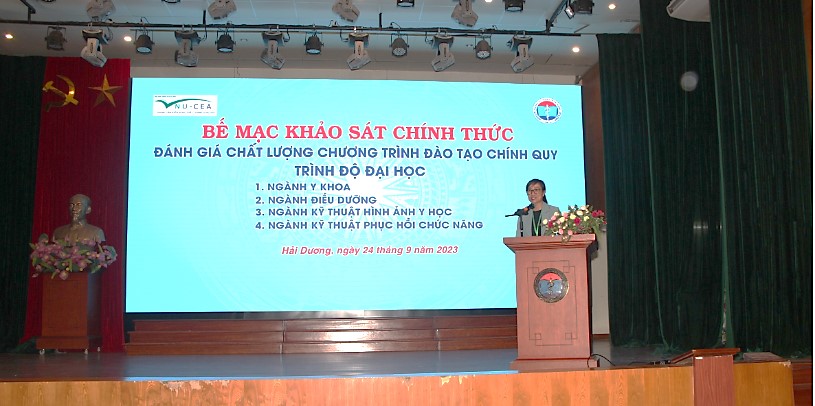 VNU-CEA
BẾ MẠC KHẢO SÁT CHÍNH THỨC
ĐÁNH GIÁ CHẤT LƯỢNG CHƯƠNG TRÌNH ĐÀO TẠO CHÍNH QUY
TRÌNH ĐỘ ĐẠI HỌC
1. NGÀNH Y KHOA
2. NGÀNH ĐIỀU DƯỠNG
3. NGÀNH KỸ THUẬT HÌNH ẢNH Y HỌC
4. NGÀNH KỸ THUẬT PHỤC HỒI CHỨC NĂNG
Hải Dương, ngày 24 tháng 9 năm 2023